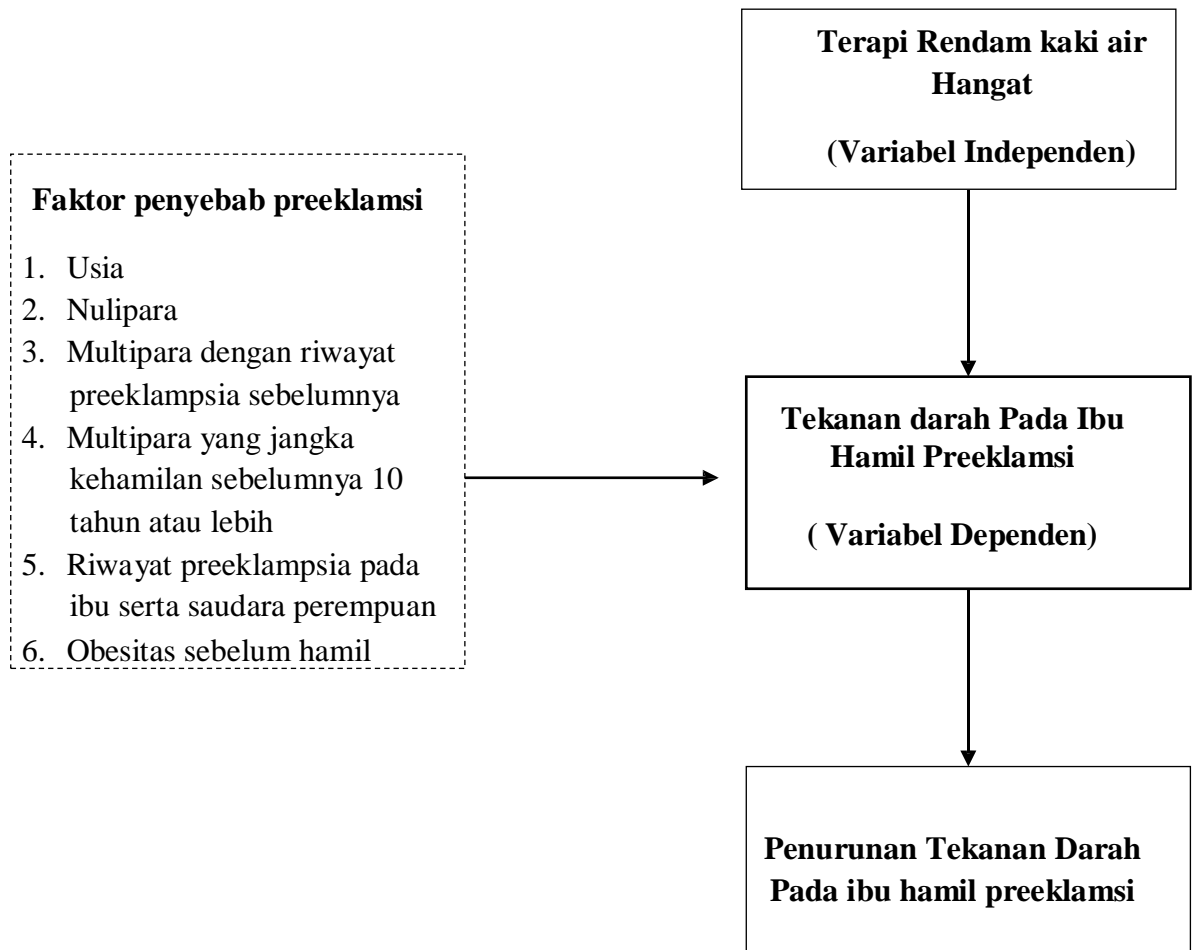 Terapi Rendam kaki air
Hangat
(Variabel Independen)
Faktor penyebab preeklamsi
1. Usia
2. Nulipara
3. Multipara dengan riwayat
preeklampsia sebelumnya
4. Multipara yang jangka
kehamilan sebelumnya 10
tahun atau lebih
5. Riwayat preeklampsia pada
ibu serta saudara perempuan
6. Obesitas sebelum hamil
Tekanan darah Pada Ibu
Hamil Preeklamsi
( Variabel Dependen)
Penurunan Tekanan Darah
Pada ibu hamil preeklamsi